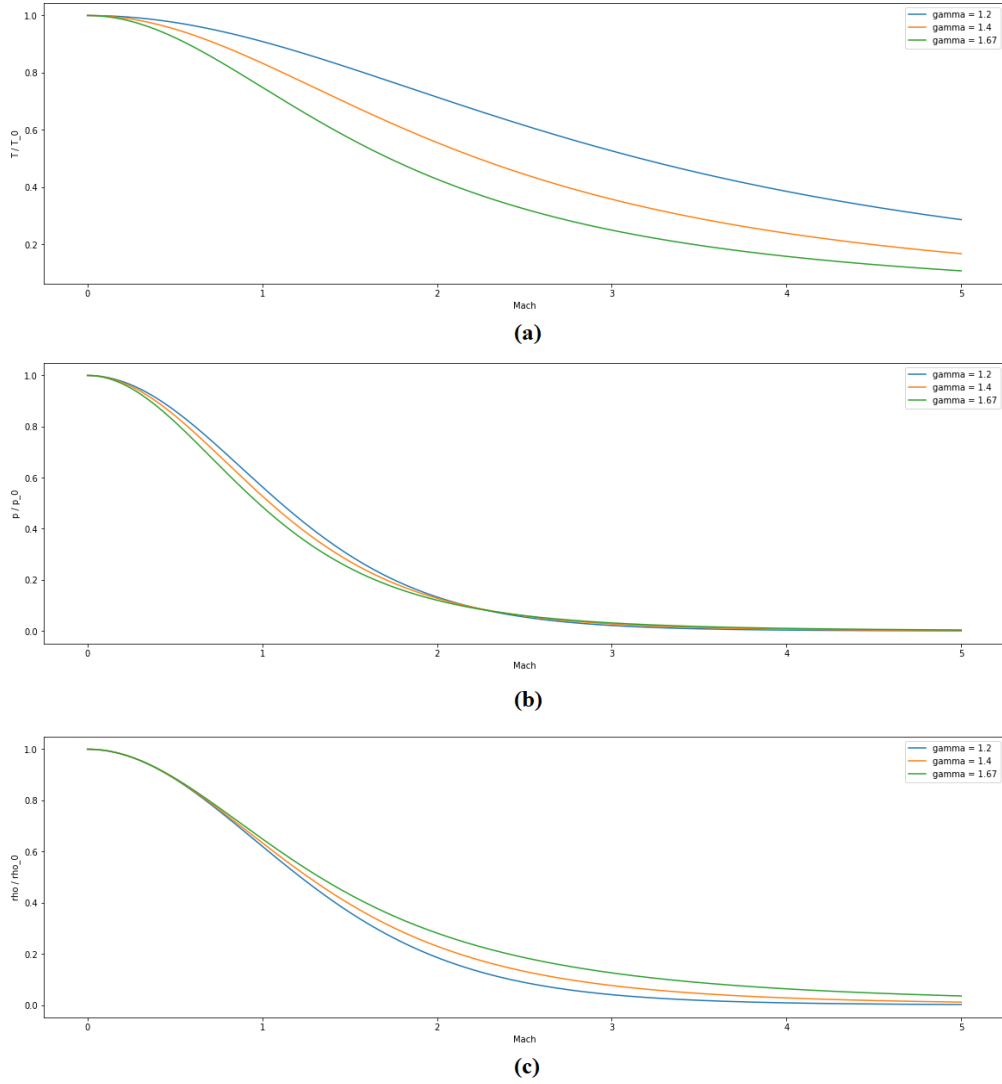 gamma = 1.2
gamma = 1.4
gamma = 1.67
T / T_0
1.0
0.8
0.6
0.4
0.2
0 1 2 3 4 5
Mach
(a)
gamma = 1.2
gamma = 1.4
gamma = 1.67
p / p_0
1.0
0.8
0.6
0.4
0.2
0.0
0 1 2 3 4 5
Mach
(b)
gamma = 1.2
gamma = 1.4
gamma = 1.67
rho / rho_0
1.0
0.8
0.6
0.4
0.2
0.0
0 1 2 3 4 5
Mach
(c)